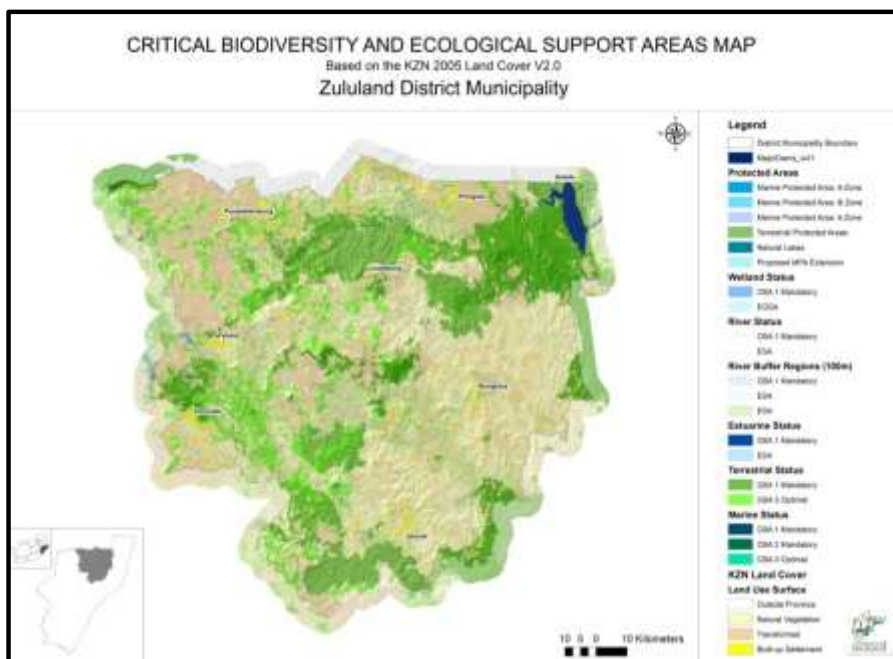 CRITICAL BIODIVERSITY AND ECOLOGICAL SUPPORT AREAS MAP
Based on the KZN 2005 Land Cover V2.0
Zululand District Municipality
Legend
District Municipality Boundary
Protected Areas
Marine Protected Area: A Zone
Marine Protected Area: B Zone
Marine Protected Area: A Zone
Terrestrial Protected Areas
Natural Lakes
Proposed MPA Extension
Wetland Status
CBA 1 Mandatory
River Status
CBA 1 Mandatory
ESA
River Buffer Regions (100m)
CBA 1 Mandatory
ESA
ESA
Estuarine Status
CBA 1 Mandatory
ESA
Terrestrial Status
CBA 1 Mandatory
CBA 3 Optimal
Marine Status
CBA 1 Mandatory
CBA 2 Mandatory
CBA 3 Optimal
KZN Land Cover
Land Use Surface
Outside Province
Natural Vegetation
Transformed
Built-up Settlement
10 5 0 10 Kilometers